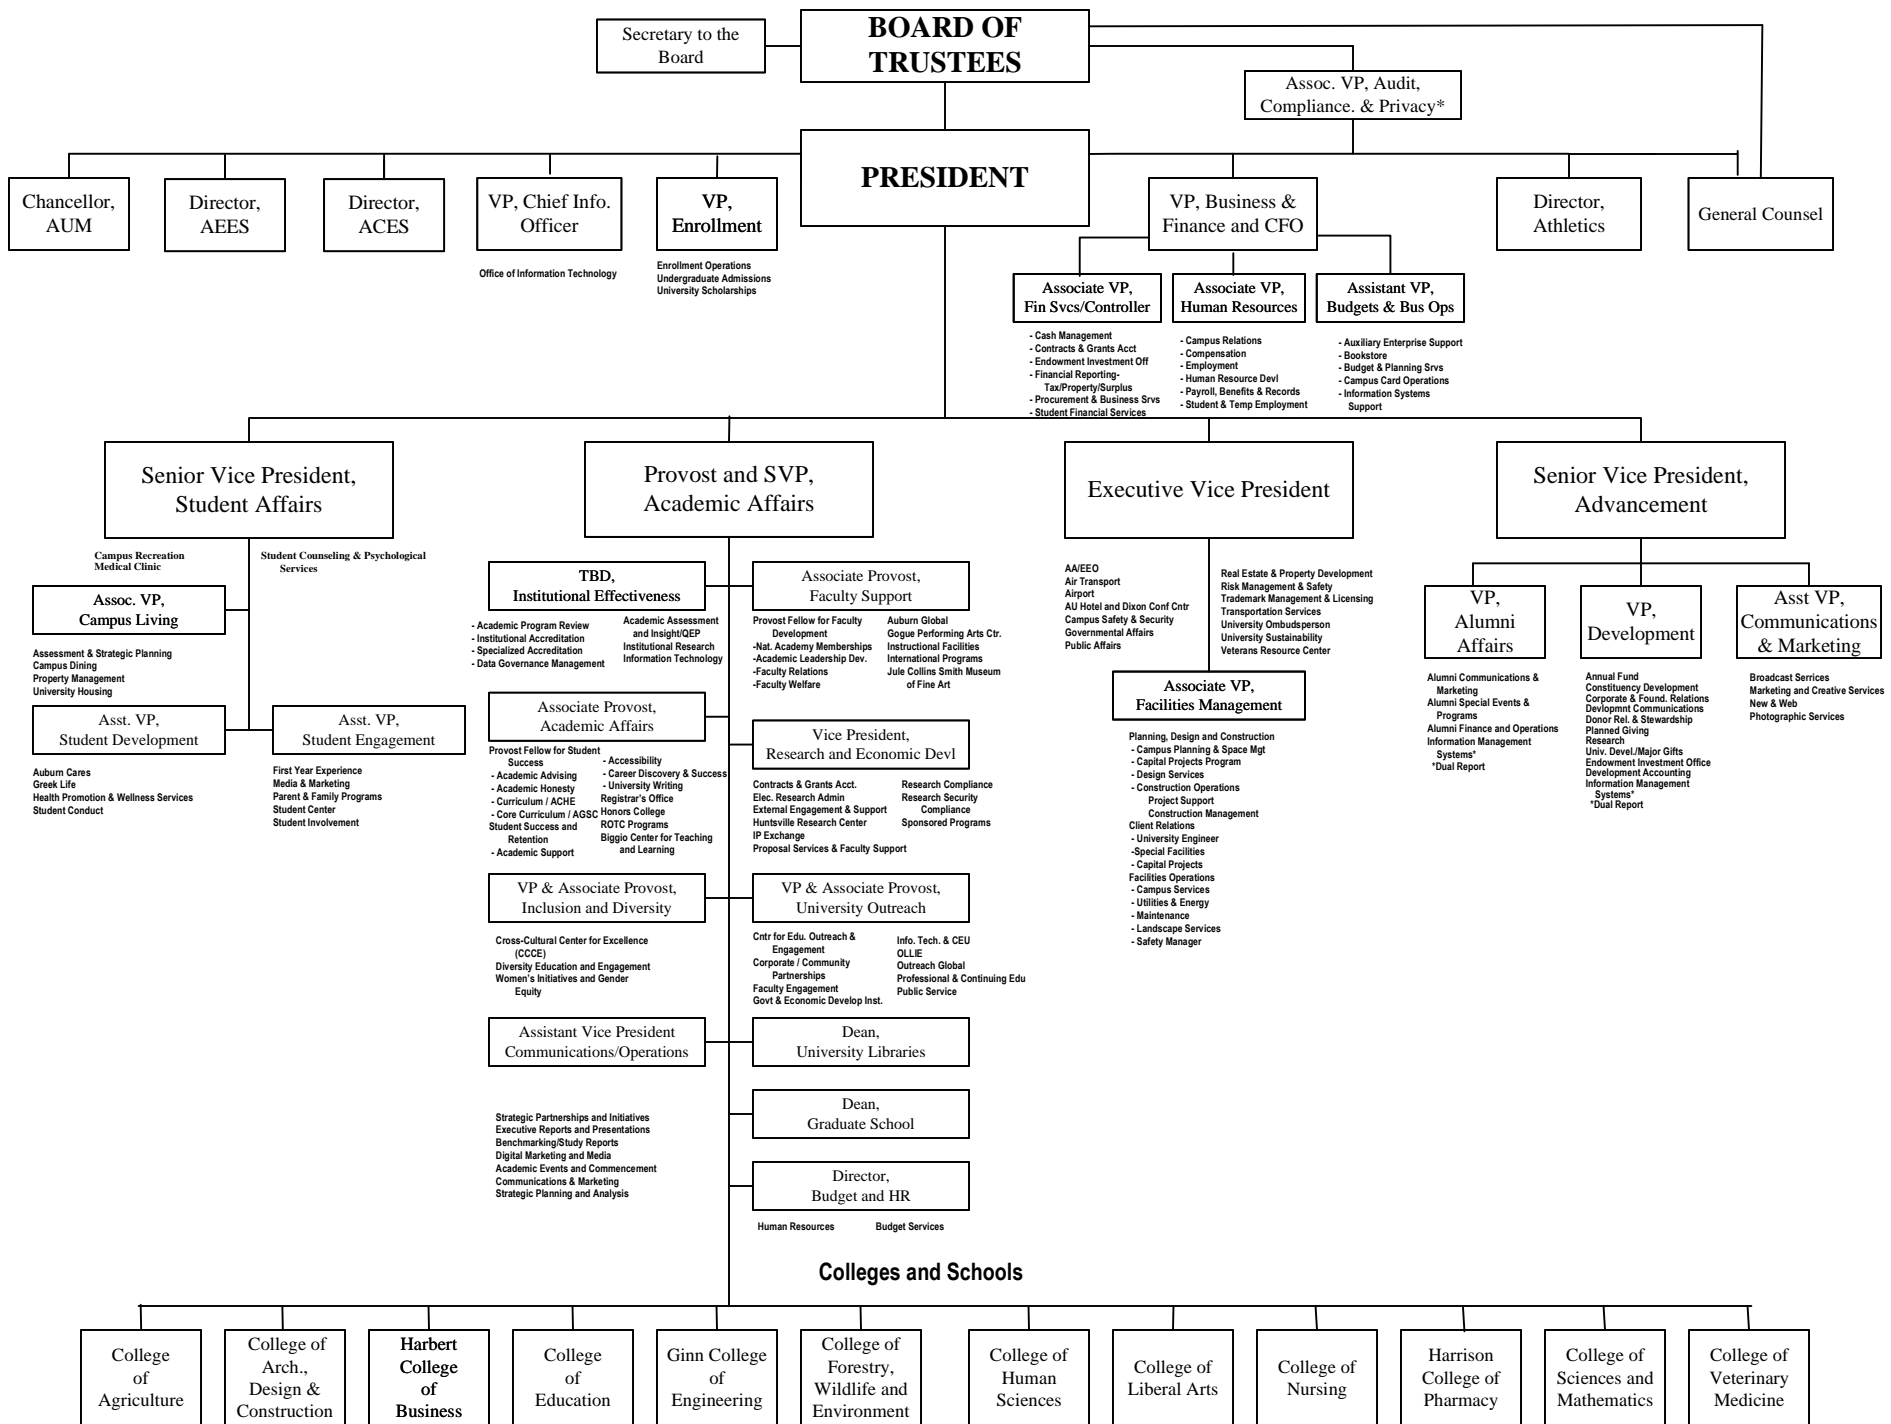 Secretary to the
Board
BOARD OF
TRUSTEES
Assoc. VP, Audit,
Compliance. & Privacy*
PRESIDENT
Chancellor,
AUM
Director,
AEES
Director,
ACES
VP, Chief Info.
Officer
Office of Information Technology
VP,
Enrollment
Enrollment Operations
Undergraduate Admissions
University Scholarships
VP, Business &
Finance and CFO
Director,
Athletics
General Counsel
Associate VP,
Fin Svcs/Controller
- Cash Management
- Contracts & Grants Acct
- Endowment Investment Off
- Financial Reporting-
Tax/Property/Surplus
- Procurement & Business Srvs
- Student Financial Services
Associate VP,
Human Resources
- Campus Relations
- Compensation
- Employment
- Human Resource Devl
- Payroll, Benefits & Records
- Student & Temp Employment
Assistant VP,
Budgets & Bus Ops
- Auxiliary Enterprise Support
- Bookstore
- Budget & Planning Srvs
- Campus Card Operations
- Information Systems
Support
Senior Vice President,
Student Affairs
Campus Recreation
Medical Clinic
Student Counseling & Psychological
Services
Assoc. VP,
Campus Living
Assessment & Strategic Planning
Campus Dining
Property Management
University Housing
Asst. VP,
Student Development
Auburn Cares
Greek Life
Health Promotion & Wellness Services
Student Conduct
Asst. VP,
Student Engagement
First Year Experience
Media & Marketing
Parent & Family Programs
Student Center
Student Involvement
Provost and SVP,
Academic Affairs
TBD,
Institutional Effectiveness
- Academic Program Review
- Institutional Accreditation
- Specialized Accreditation
- Data Governance Management
Academic Assessment
and Insight/QEP
Institutional Research
Information Technology
Associate Provost,
Faculty Support
Provost Fellow for Faculty
Development
-Nat. Academy Memberships
-Academic Leadership Dev.
-Faculty Relations
-Faculty Welfare
Auburn Global
Gogue Performing Arts Ctr.
Instructional Facilities
International Programs
Jule Collins Smith Museum
of Fine Art
Associate Provost,
Academic Affairs
Provost Fellow for Student
Success
- Academic Advising
- Academic Honesty
- Curriculum / ACHE
- Core Curriculum / AGSC
Student Success and
Retention
- Academic Support
- Accessibility
- Career Discovery & Success
- University Writing
Registrar's Office
Honors College
ROTC Programs
Biggio Center for Teaching
and Learning
Vice President,
Research and Economic Devl
Contracts & Grants Acct.
Elec. Research Admin
External Engagement & Support
Huntsville Research Center
IP Exchange
Proposal Services & Faculty Support
Research Compliance
Research Security
Compliance
Sponsored Programs
VP & Associate Provost,
Inclusion and Diversity
Cross-Cultural Center for Excellence
(CCCE)
Diversity Education and Engagement
Women's Initiatives and Gender
Equity
VP & Associate Provost,
University Outreach
Cntr for Edu. Outreach &
Engagement
Corporate / Community
Partnerships
Faculty Engagement
Govt & Economic Develop Inst.
Info. Tech. & CEU
OLLIE
Outreach Global
Professional & Continuing Edu
Public Service
Assistant Vice President
Communications/Operations
Strategic Partnerships and Initiatives
Executive Reports and Presentations
Benchmarking/Study Reports
Digital Marketing and Media
Academic Events and Commencement
Communications & Marketing
Strategic Planning and Analysis
Dean,
University Libraries
Dean,
Graduate School
Director,
Budget and HR
Human Resources
Budget Services
Executive Vice President
AA/EEO
Air Transport
Airport
AU Hotel and Dixon Conf Cntr
Campus Safety & Security
Governmental Affairs
Public Affairs
Real Estate & Property Development
Risk Management & Safety
Trademark Management & Licensing
Transportation Services
University Ombudsperson
University Sustainability
Veterans Resource Center
Associate VP,
Facilities Management
Planning, Design and Construction
- Campus Planning & Space Mgt
- Capital Projects Program
- Design Services
- Construction Operations
Project Support
Construction Management
Client Relations
- University Engineer
-Special Facilities
- Capital Projects
Facilities Operations
- Campus Services
- Utilities & Energy
- Maintenance
- Landscape Services
- Safety Manager
Senior Vice President,
Advancement
VP,
Alumni
Affairs
Alumni Communications &
Marketing
Alumni Special Events &
Programs
Alumni Finance and Operations
Information Management
Systems*
*Dual Report
VP,
Development
Annual Fund
Constituency Development
Corporate & Found. Relations
Devlopmnt Communications
Donor Rel. & Stewardship
Planned Giving
Research
Univ. Devel./Major Gifts
Endowment Investment Office
Development Accounting
Information Management
Systems*
*Dual Report
Asst VP,
Communications
& Marketing
Broadcast Serrices
Marketing and Creative Services
New & Web
Photographic Services
Colleges and Schools
College
of
Agriculture
College of
Arch.,
Design &
Construction
Harbert
College
of
Business
College
of
Education
Ginn College
of
Engineering
College of
Forestry,
Wildlife and
Environment
College of
Human
Sciences
College of
Liberal Arts
College of
Nursing
Harrison
College of
Pharmacy
College of
Sciences and
Mathematics
College of
Veterinary
Medicine